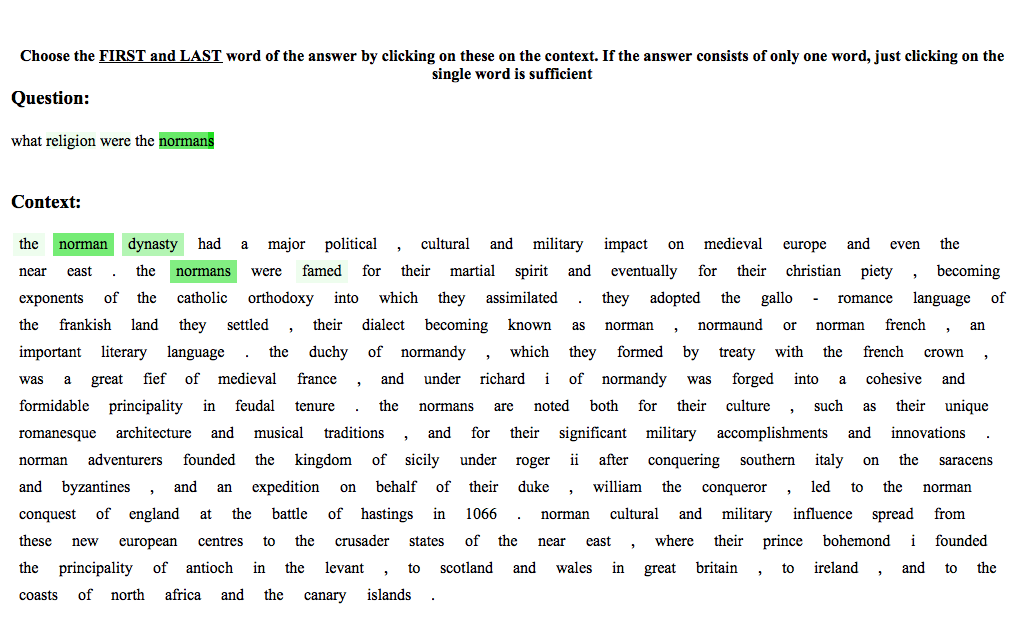 Choose the FIRST and LAST word of the answer by clicking on these on the context. If the answer consists of only one word, just clicking on the
single word is sufficient
Question:
what religion were the normans
Context:
the norman dynasty had a major political , cultural and military impact on medieval europe and even the
near east . the normans were famed for their martial spirit and eventually for their christian piety , becoming
exponents of the catholic orthodoxy into which they assimilated . they adopted the gallo - romance language of
the frankish land they settled , their dialect becoming known as norman , normaund or norman french , an
important literary language . the duchy of normandy , which they formed by treaty with the french crown ,
was a great fief of medieval france , and under richard i of normandy was forged into a cohesive and
formidable principality in feudal tenure . the normans are noted both for their culture , such as their unique
romanesque architecture and musical traditions , and for their significant military accomplishments and innovations .
norman adventurers founded the kingdom of sicily under roger ii after conquering southern italy on the saracens
and byzantines , and an expedition on behalf of their duke , william the conqueror , led to the norman
conquest of england at the battle of hastings in 1066 . norman cultural and military influence spread from
these new european centres to the crusader states of the near east , where their prince bohemond i founded
the principality of antioch in the levant , to scotland and wales in great britain , to ireland , and to the
coasts of north africa and the canary islands .